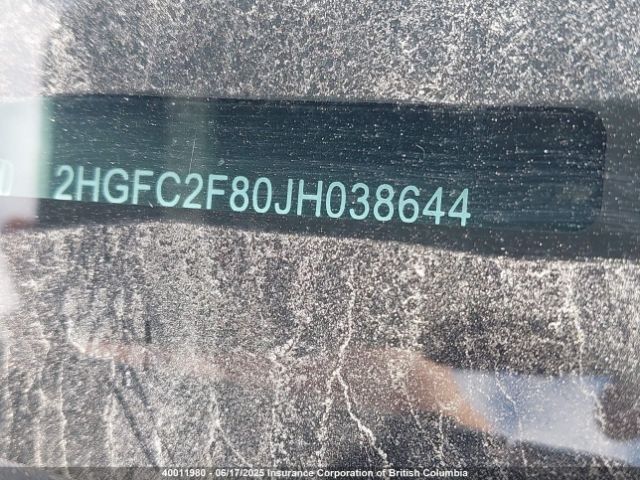 2HGFC2F80JH038644
40011980 - 06/17/2025 Insurance Corporation of British Columbia